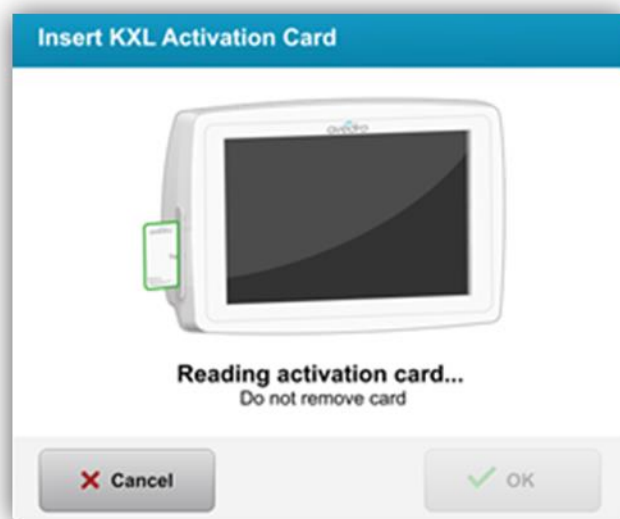 Insert KXL Activation Card
avedro
Reading activation card...
Do not remove card
Cancel
OK